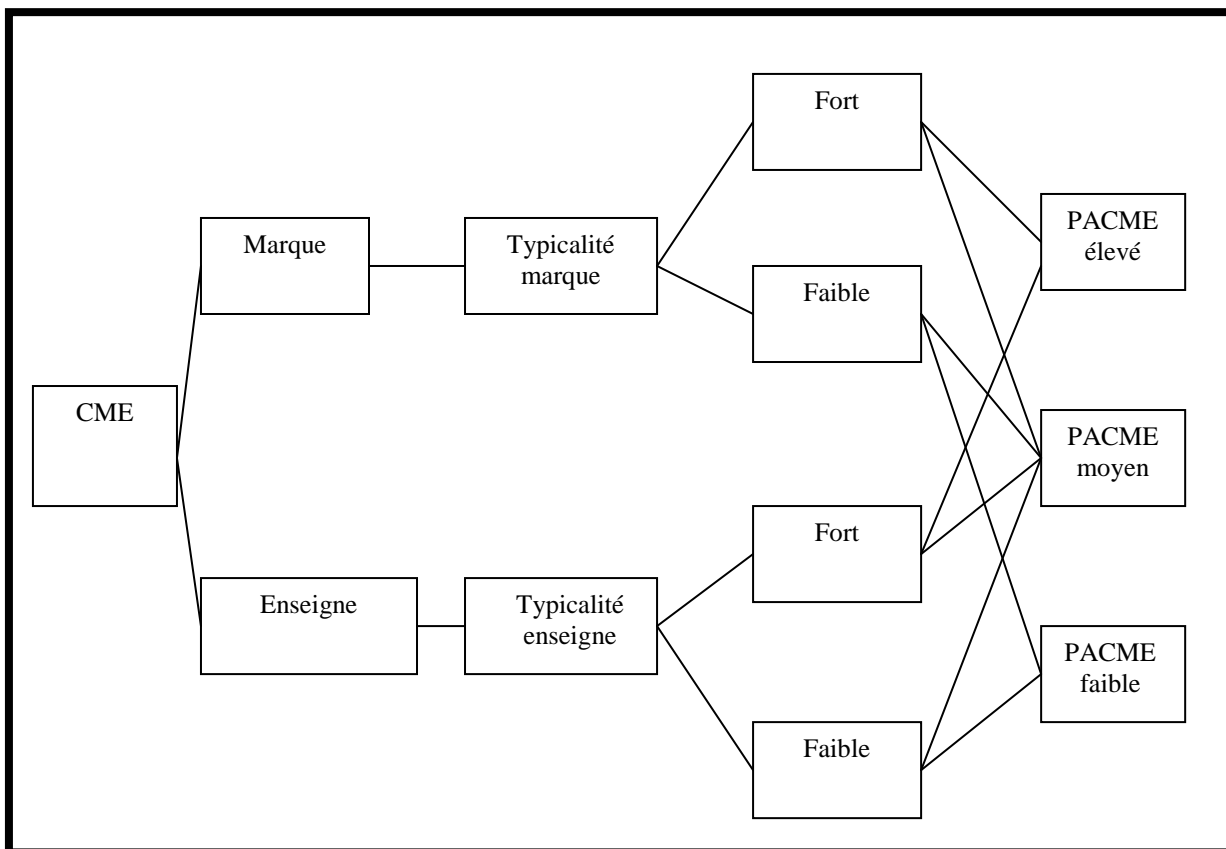 Fort
Marque
Typicalité
marque
PACME
élevé
Faible
CME
PACME
moyen
Fort
Enseigne
Typicalité
enseigne
PACME
faible
Faible